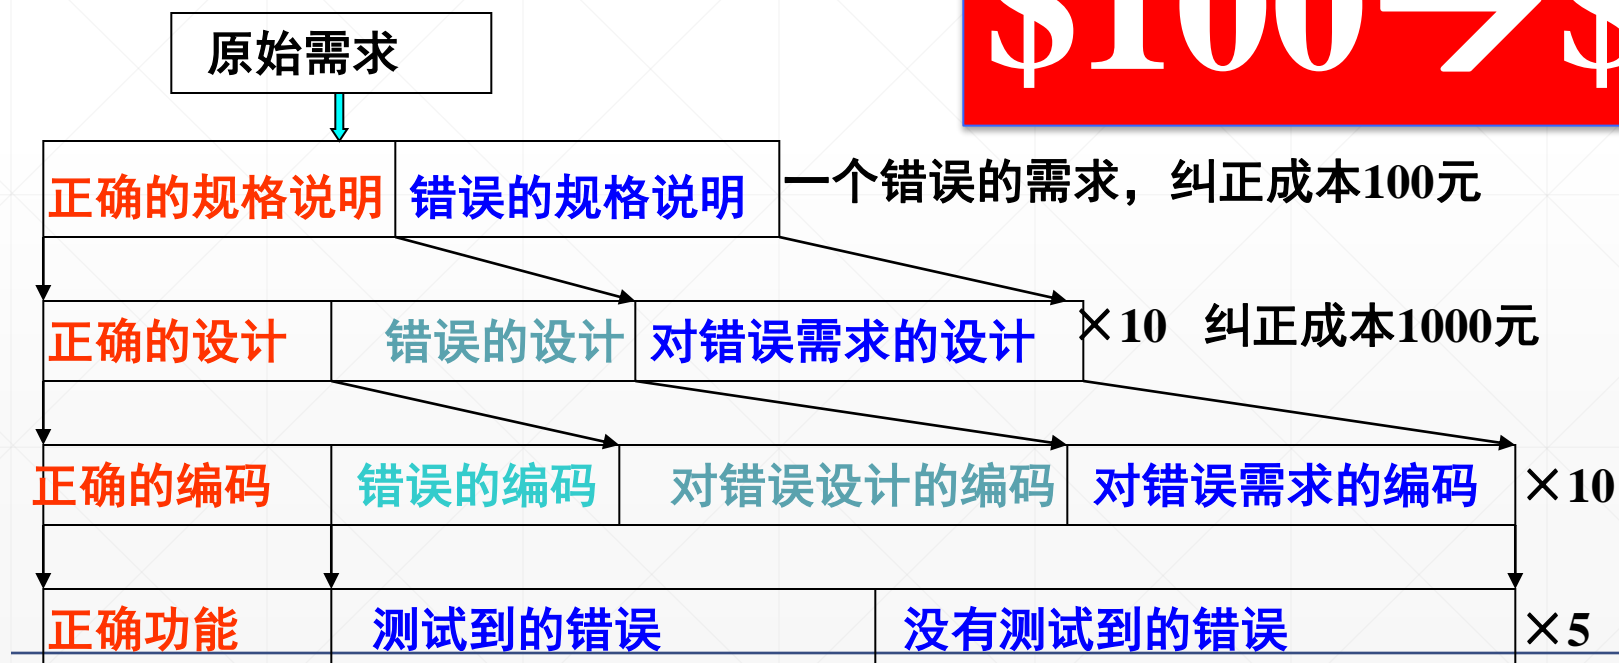 $100→$
原始需求
正确的规格说明 错误的规格说明 一个错误的需求，纠正成本100元
正确的设计 错误的设计 对错误需求的设计 ×10 纠正成本1000元
正确的编码 错误的编码 对错误设计的编码 对错误需求的编码 ×10
正确功能 测试到的错误 没有测试到的错误 ×5